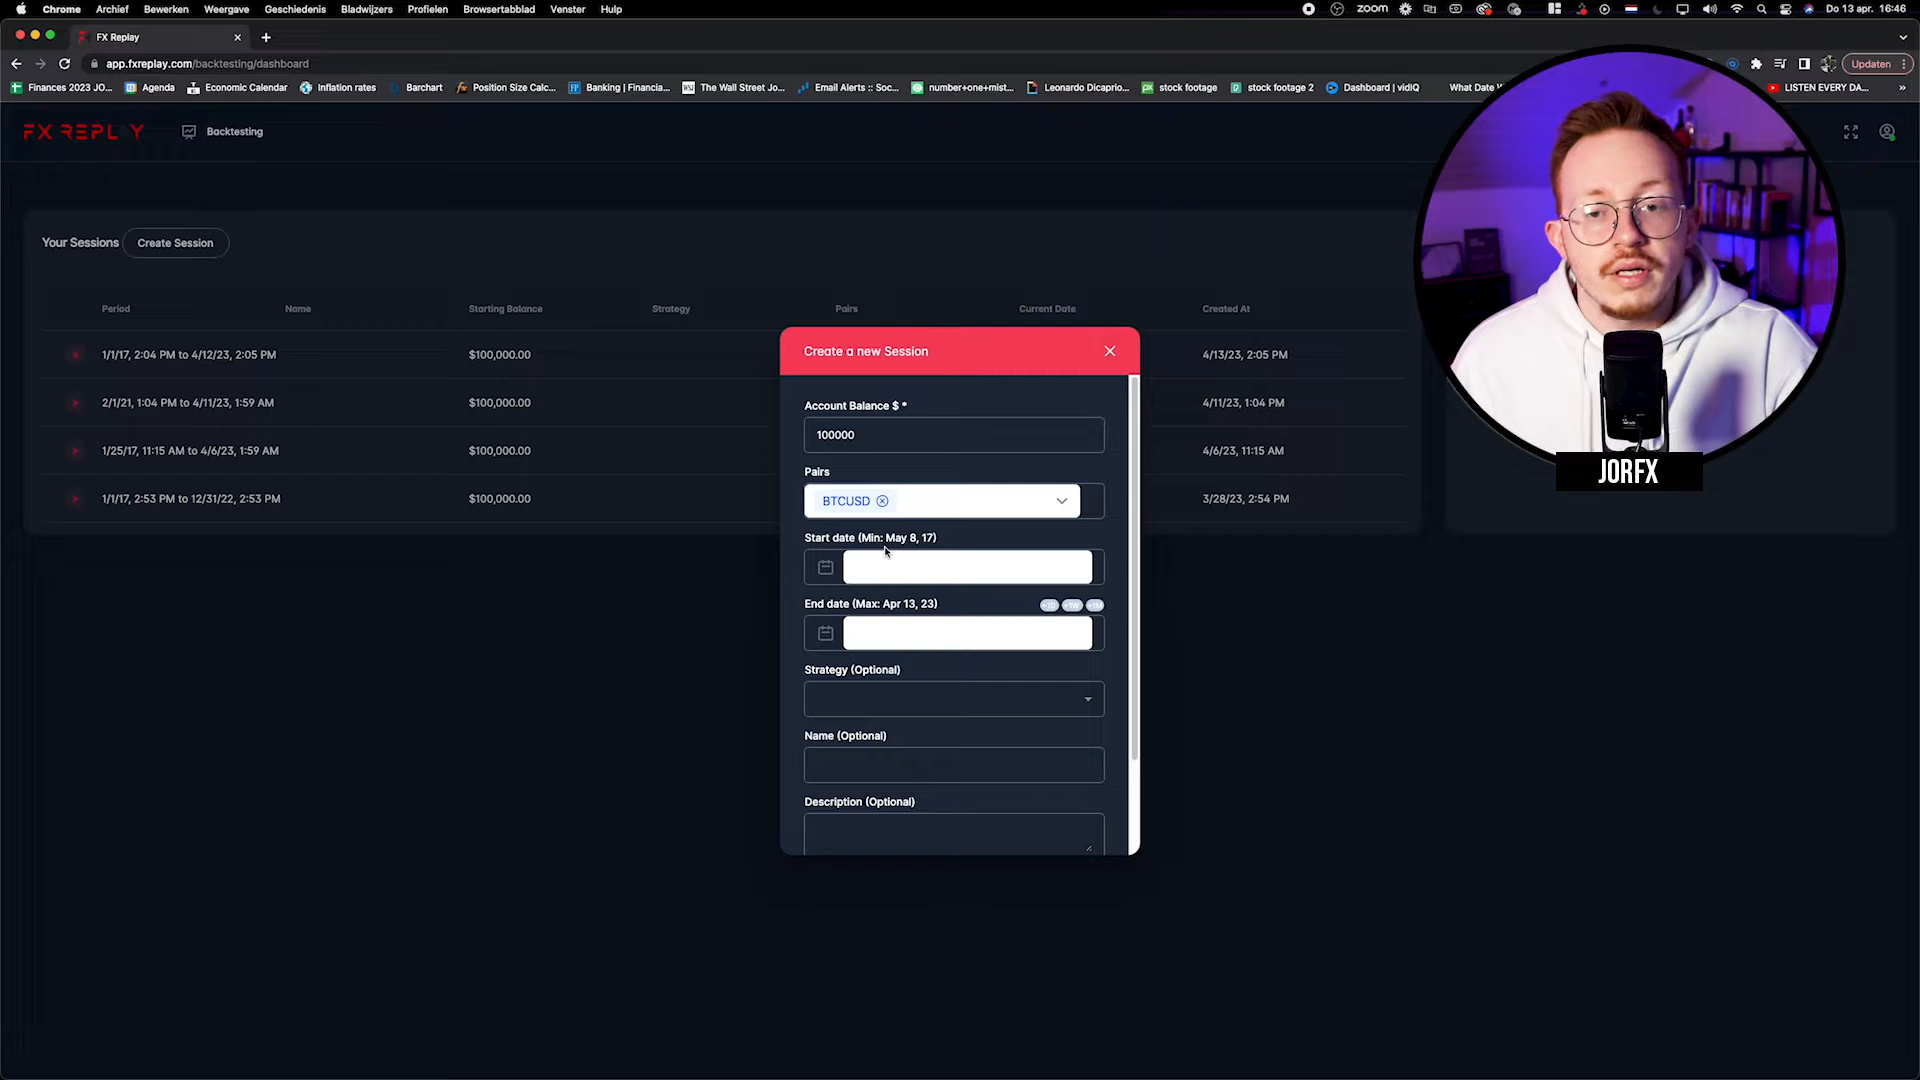 Chrome Archief Bewerken Weergave Geschiedenis Bladwijzers Profielen Browsertabblad Venster Help
zoom Do 13 apr. 16:46
FX Replay
app.fxreplay.com/backtesting/dashboard
Updaten
Finances 2023 JO... Agenda Economic Calendar Inflation rates Barchart Position Size Calc... Banking | Financia... The Wall Street Jo... Email Alerts :: Soc... number+one+mist... Leonardo Dicaprio... stock footage stock footage 2 Dashboard | vidIQ What Date LISTEN EVERY DA... »
FX REPLAY Backtesting
Your Sessions Create Session
Period Name Starting Balance Strategy Pairs Current Date Created At
1/1/17, 2:04 PM to 4/12/23, 2:05 PM $100,000.00 4/13/23, 2:05 PM
2/1/21, 1:04 PM to 4/11/23, 1:59 AM $100,000.00 4/11/23, 1:04 PM
1/25/17, 11:15 AM to 4/6/23, 1:59 AM $100,000.00 4/6/23, 11:15 AM
1/1/17, 2:53 PM to 12/31/22, 2:53 PM $100,000.00 3/28/23, 2:54 PM
Create a new Session
Account Balance $ *
100000
Pairs
BTCUSD
Start date (Min: May 8, 17)
End date (Max: Apr 13, 23) +1D +1W +1M
Strategy (Optional)
Name (Optional)
Description (Optional)
JORFX